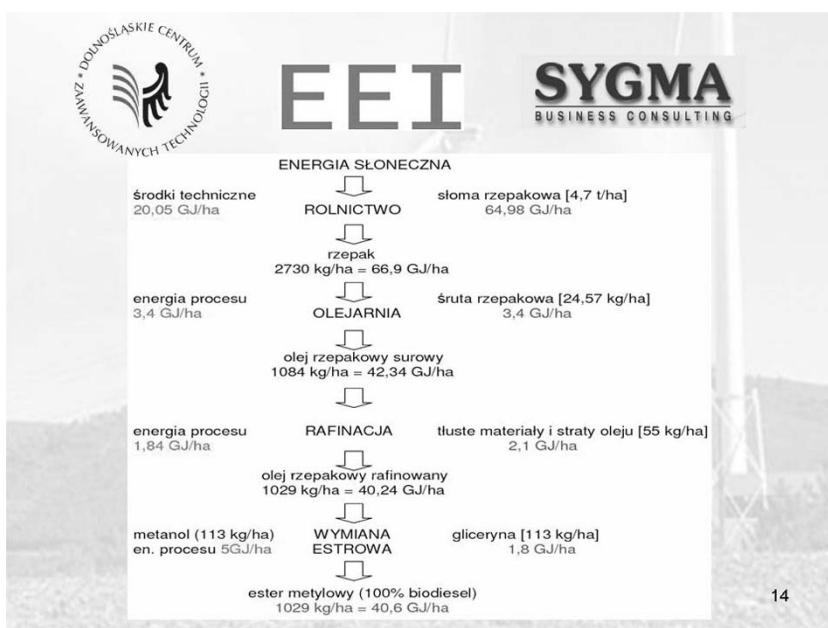 DOLNOŚLĄSKIE CENTRUM
ZAAWANSOWANYCH TECHNOLOGII
EEI
SYGMA
BUSINESS CONSULTING
ENERGIA SŁONECZNA
środki techniczne
20,05 GJ/ha
ROLNICTWO
słoma rzepakowa [4,7 t/ha]
64,98 GJ/ha
rzepak
2730 kg/ha = 66,9 GJ/ha
energia procesu
3,4 GJ/ha
OLEJARNIA
śruta rzepakowa [24,57 kg/ha]
3,4 GJ/ha
olej rzepakowy surowy
1084 kg/ha = 42,34 GJ/ha
energia procesu
1,84 GJ/ha
RAFINACJA
tłuste materiały i straty oleju [55 kg/ha]
2,1 GJ/ha
olej rzepakowy rafinowany
1029 kg/ha = 40,24 GJ/ha
metanol (113 kg/ha)
en. procesu 5GJ/ha
WYMIANA
ESTROWA
gliceryna [113 kg/ha]
1,8 GJ/ha
ester metylowy (100% biodiesel)
1029 kg/ha = 40,6 GJ/ha
14